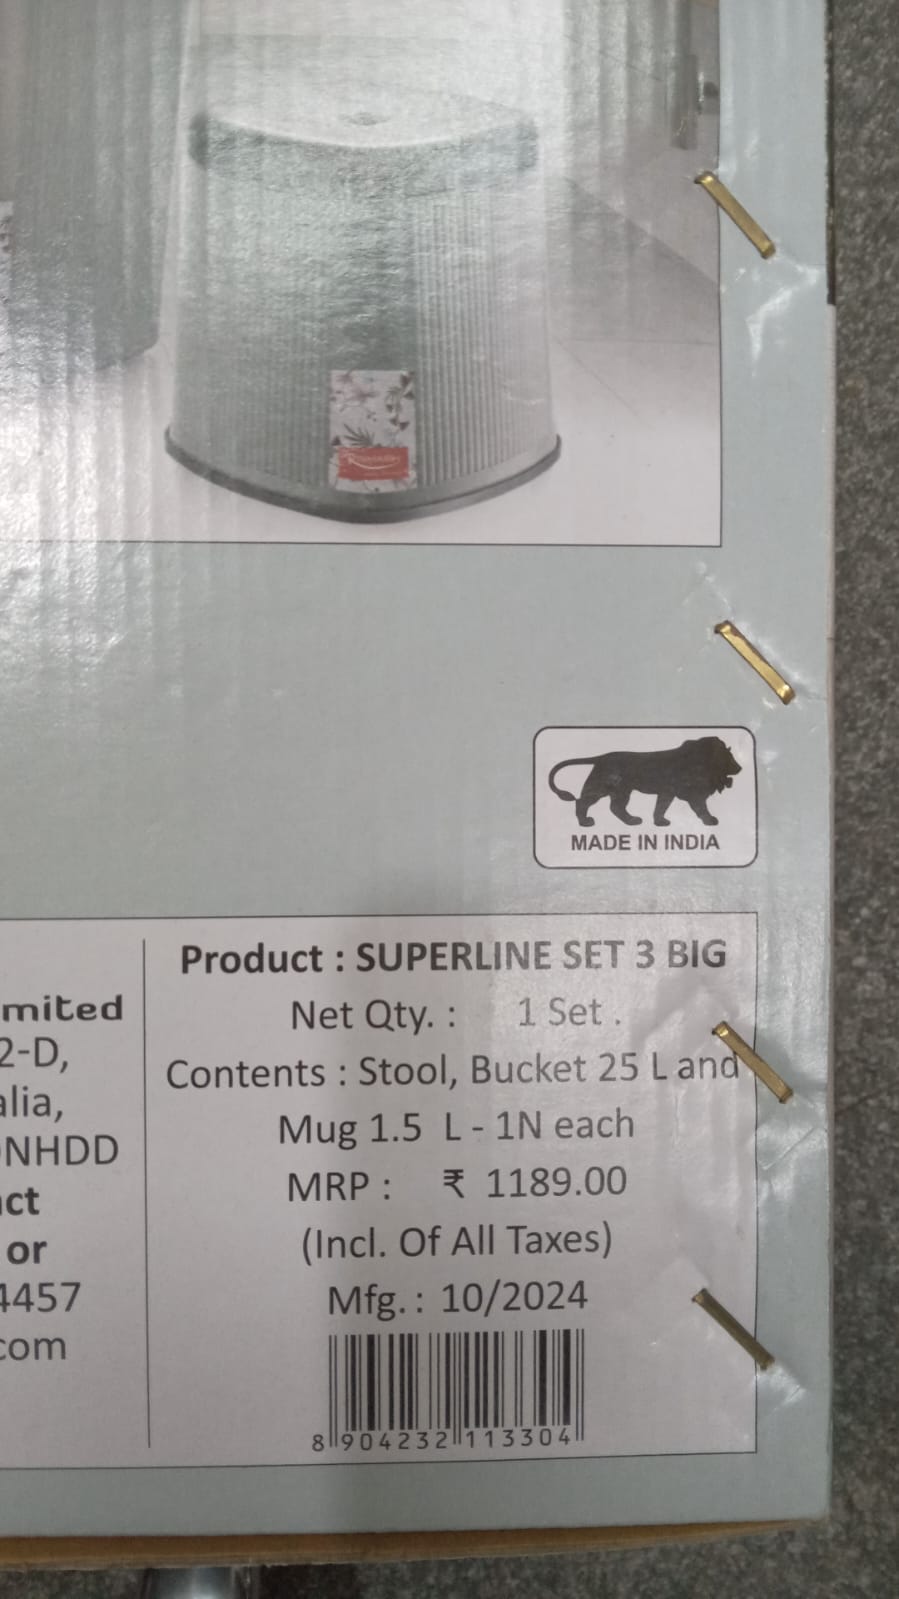 MADE IN INDIA
mited
2-D,
alia,
NHDD
act
or
4457
com
Product : SUPERLINE SET 3 BIG
Net Qty. : 1 Set .
Contents : Stool, Bucket 25 L and
Mug 1.5 L - 1N each
MRP : ₹ 1189.00
(Incl. Of All Taxes)
Mfg. : 10/2024
8 904232 113304